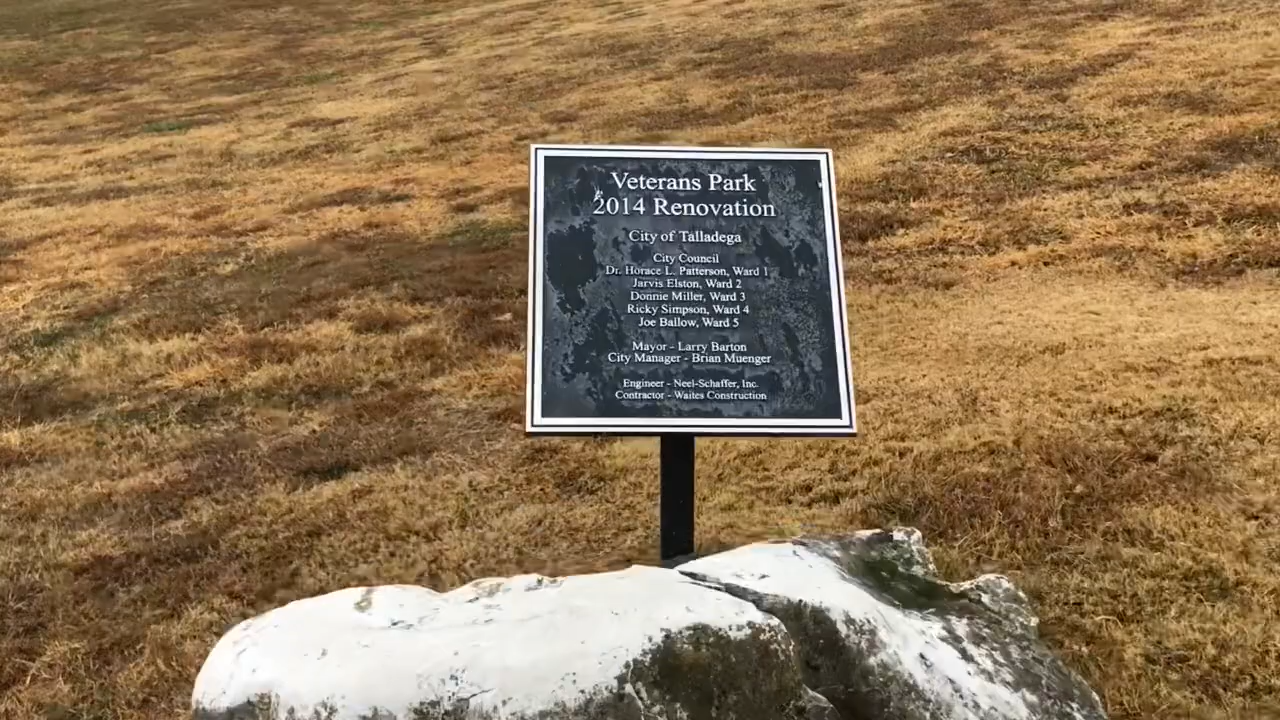 Veterans Park
2014 Renovation
City of Talladega
City Council
Dr. Horace L. Patterson, Ward 1
Jarvis Elston, Ward 2
Donnie Miller, Ward 3
Ricky Simpson, Ward 4
Joe Ballow, Ward 5
Mayor - Larry Barton
City Manager - Brian Muenger
Engineer - Neel-Schaffer, Inc.
Contractor - Waites Construction